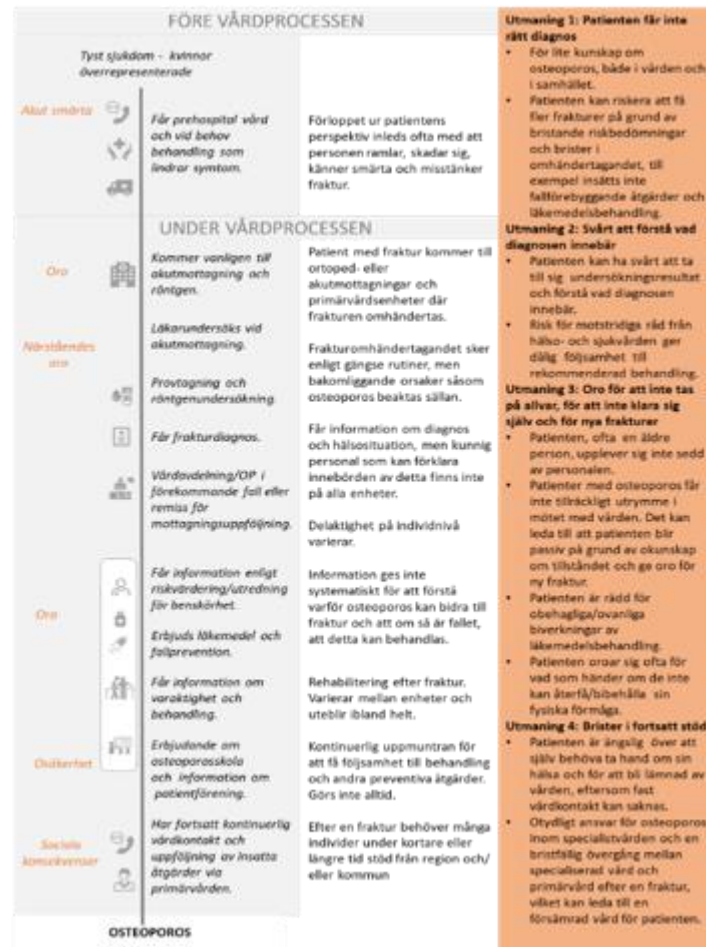 FÖRE VÅRDPROCESSEN
Tyst sjukdom - kvinnor
överrepresenterade
Akut smärta
Får prehospital vård
och vid behov
behandling som
lindrar symtom.
Förloppet ur patientens
perspektiv inleds ofta med att
personen ramlar, skadar sig,
känner smärta och misstänker
fraktur.
UNDER VÅRDPROCESSEN
Oro
Kommer vanligen till
akutmottagning och
röntgen.
Patient med fraktur kommer till
ortoped- eller
akutmottagningar och
primärvårdsenheter där
frakturen omhändertas.
Närståendes
oro
Läkarundersöks vid
akutmottagning.
Provtagning och
röntgenundersökning.
Frakturomhändertagandet sker
enligt gängse rutiner, men
bakomliggande orsaker såsom
osteoporos beaktas sällan.
Får frakturdiagnos.
Vårdavdelning/OP i
förekommande fall eller
remiss för
mottagningsuppföljning.
Får information om diagnos
och hälsosituation, men kunnig
personal som kan förklara
innebörden av detta finns inte
på alla enheter.
Delaktighet på individnivå
varierar.
Oro
Får information enligt
riskvärdering/utredning
för benskörhet.
Erbjuds läkemedel och
fallprevention.
Information ges inte
systematiskt för att förstå
varför osteoporos kan bidra till
fraktur och att om så är fallet,
att detta kan behandlas.
Får information om
varaktighet och
behandling.
Rehabilitering efter fraktur.
Varierar mellan enheter och
uteblir ibland helt.
Osäkerhet
Erbjudande om
osteoporosskola
och information om
patientförening.
Kontinuerlig uppmuntran för
att få följsamhet till behandling
och andra preventiva åtgärder.
Görs inte alltid.
Sociala
konsekvenser
Har fortsatt kontinuerlig
vårdkontakt och
uppföljning av insatta
åtgärder via
primärvården.
Efter en fraktur behöver många
individer under kortare eller
längre tid stöd från region och/
eller kommun
OSTEOPOROS
Utmaning 1: Patienten får inte
rätt diagnos
• För lite kunskap om
osteoporos, både i vården och
i samhället.
• Patienten kan riskera att få
fler frakturer på grund av
bristande riskbedömningar
och brister i
omhändertagandet, till
exempel insätts inte
fallförebyggande åtgärder och
läkemedelsbehandling.
Utmaning 2: Svårt att förstå vad
diagnosen innebär
• Patienten kan ha svårt att ta
till sig undersökningsresultat
och förstå vad diagnosen
innebär.
• Risk för motstridiga råd från
hälso- och sjukvården ger
dålig följsamhet till
rekommenderad behandling.
Utmaning 3: Oro för att inte tas
på allvar, för att inte klara sig
själv och för nya frakturer
• Patienten, ofta en äldre
person, upplever sig inte sedd
av personalen.
• Patienter med osteoporos får
inte tillräckligt utrymme i
mötet med vården. Det kan
leda till att patienten blir
passiv på grund av okunskap
om tillståndet och ge oro för
ny fraktur.
• Patienten är rädd för
obehagliga/ovanliga
biverkningar av
läkemedelsbehandling.
• Patienten oroar sig ofta för
vad som händer om de inte
kan återfå/bibehålla sin
fysiska förmåga.
Utmaning 4: Brister i fortsatt stöd
• Patienten är ängslig över att
själv behöva ta hand om sin
hälsa och för att bli lämnad av
vården, eftersom fast
vårdkontakt kan saknas.
• Otydligt ansvar för osteoporos
inom specialistvården och en
bristfällig övergång mellan
specialiserad vård och
primärvård efter en fraktur,
vilket kan leda till en
försämrad vård för patienten.